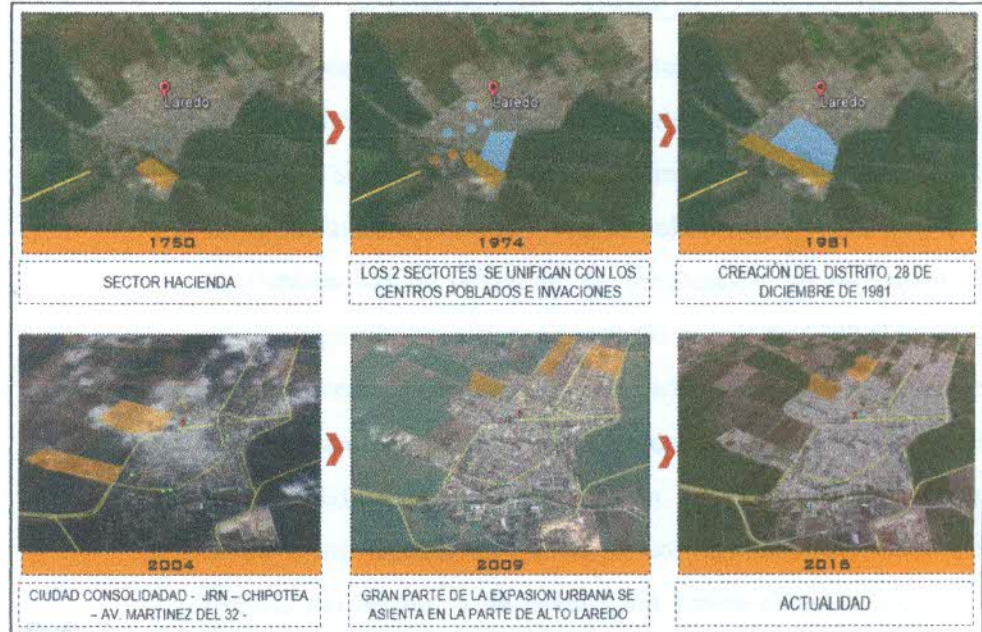 Laredo
Laredo
Laredo
1750
1974
1981
SECTOR HACIENDA
LOS 2 SECTOTES SE UNIFICAN CON LOS
CENTROS POBLADOS E INVACIONES
CREACIÓN DEL DISTRITO, 28 DE
DICIEMBRE DE 1981
2004
2009
2016
CIUDAD CONSOLIDADAD - JRN – CHIPOTEA
– AV. MARTINEZ DEL 32 -
GRAN PARTE DE LA EXPASION URBANA SE
ASIENTA EN LA PARTE DE ALTO LAREDO
ACTUALIDAD